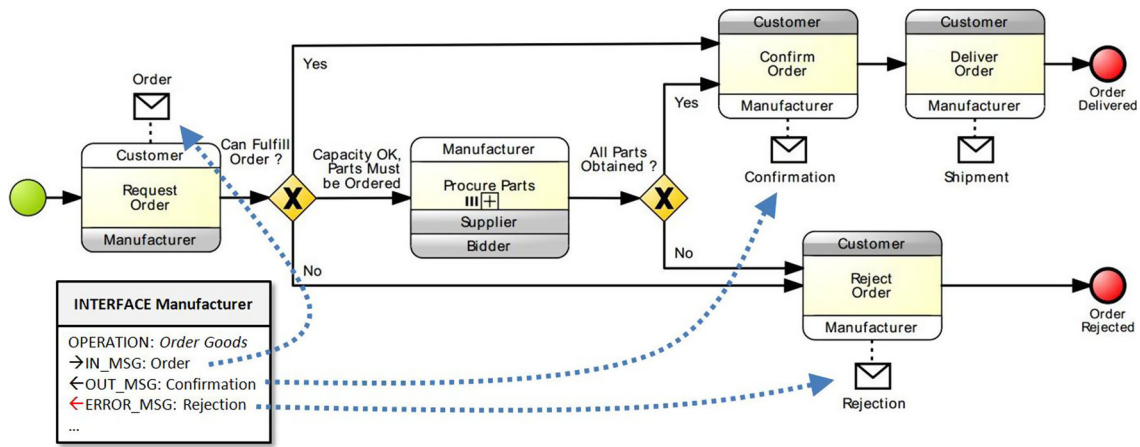 Order
Customer
Request
Order
Manufacturer
Can Fulfill
Order ?
Yes
Capacity OK,
Parts Must
be Ordered
No
Manufacturer
Procure Parts
Supplier
Bidder
All Parts
Obtained ?
Yes
No
Customer
Confirm
Order
Manufacturer
Confirmation
Customer
Deliver
Order
Manufacturer
Shipment
Order
Delivered
Customer
Reject
Order
Manufacturer
Rejection
Order
Rejected
INTERFACE Manufacturer
OPERATION: Order Goods
→IN_MSG: Order
←OUT_MSG: Confirmation
←ERROR_MSG: Rejection
...